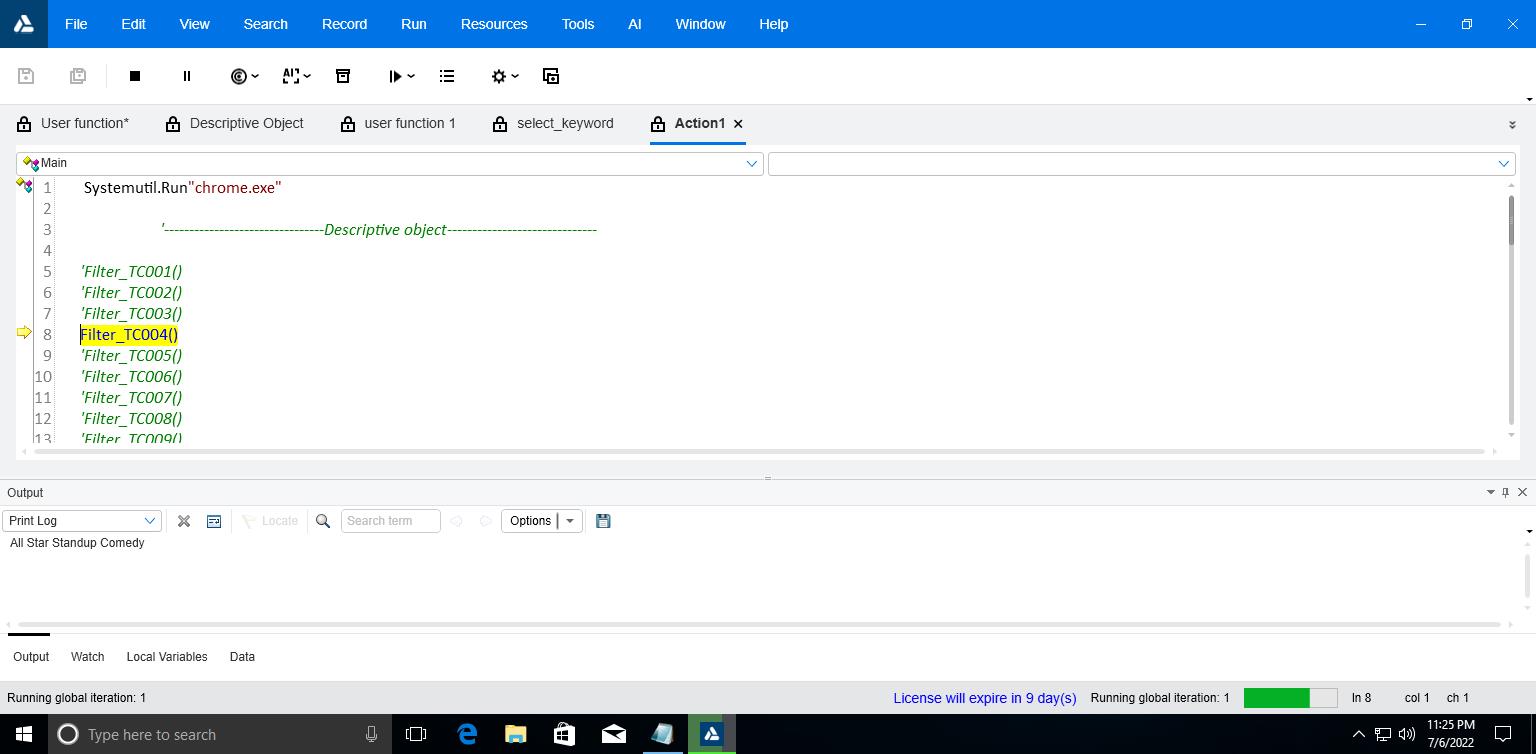 File Edit View Search Record Run Resources Tools AI Window Help
AI
User function* Descriptive Object user function 1 select_keyword Action1
Main
1 Systemutil.Run"chrome.exe"
2
3 '--------------------------------Descriptive object------------------------------
4
5 'Filter_TC001()
6 'Filter_TC002()
7 'Filter_TC003()
8 Filter_TC004()
9 'Filter_TC005()
10 'Filter_TC006()
11 'Filter_TC007()
12 'Filter_TC008()
13 'Filter_TC009()
Output
Print Log Locate Search term Options
All Star Standup Comedy
Output Watch Local Variables Data
Running global iteration: 1 License will expire in 9 day(s) Running global iteration: 1 ln 8 col 1 ch 1
Type here to search 11:25 PM
7/6/2022